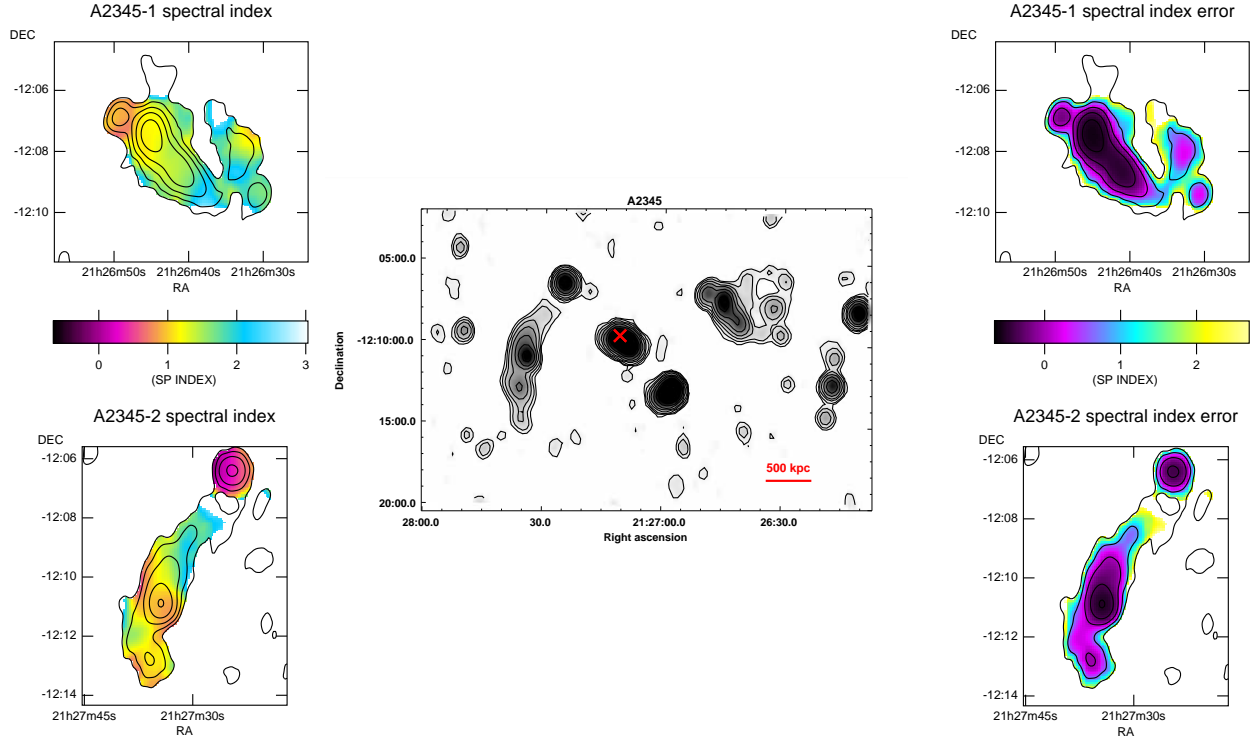 A2345-1 spectral index
DEC
-12:06
-12:08
-12:10
21h26m50s 21h26m40s 21h26m30s
RA
0 1 2 3
(SP INDEX)
A2345-2 spectral index
DEC
-12:06
-12:08
-12:10
-12:12
-12:14
21h27m45s 21h27m30s
RA
A2345
Declination
05:00.0
-12:10:00.0
15:00.0
20:00.0
500 kpc
28:00.0 30.0 21:27:00.0 26:30.0
Right ascension
A2345-1 spectral index error
DEC
-12:06
-12:08
-12:10
21h26m50s 21h26m40s 21h26m30s
RA
0 1 2
(SP INDEX)
A2345-2 spectral index error
DEC
-12:06
-12:08
-12:10
-12:12
-12:14
21h27m45s 21h27m30s
RA